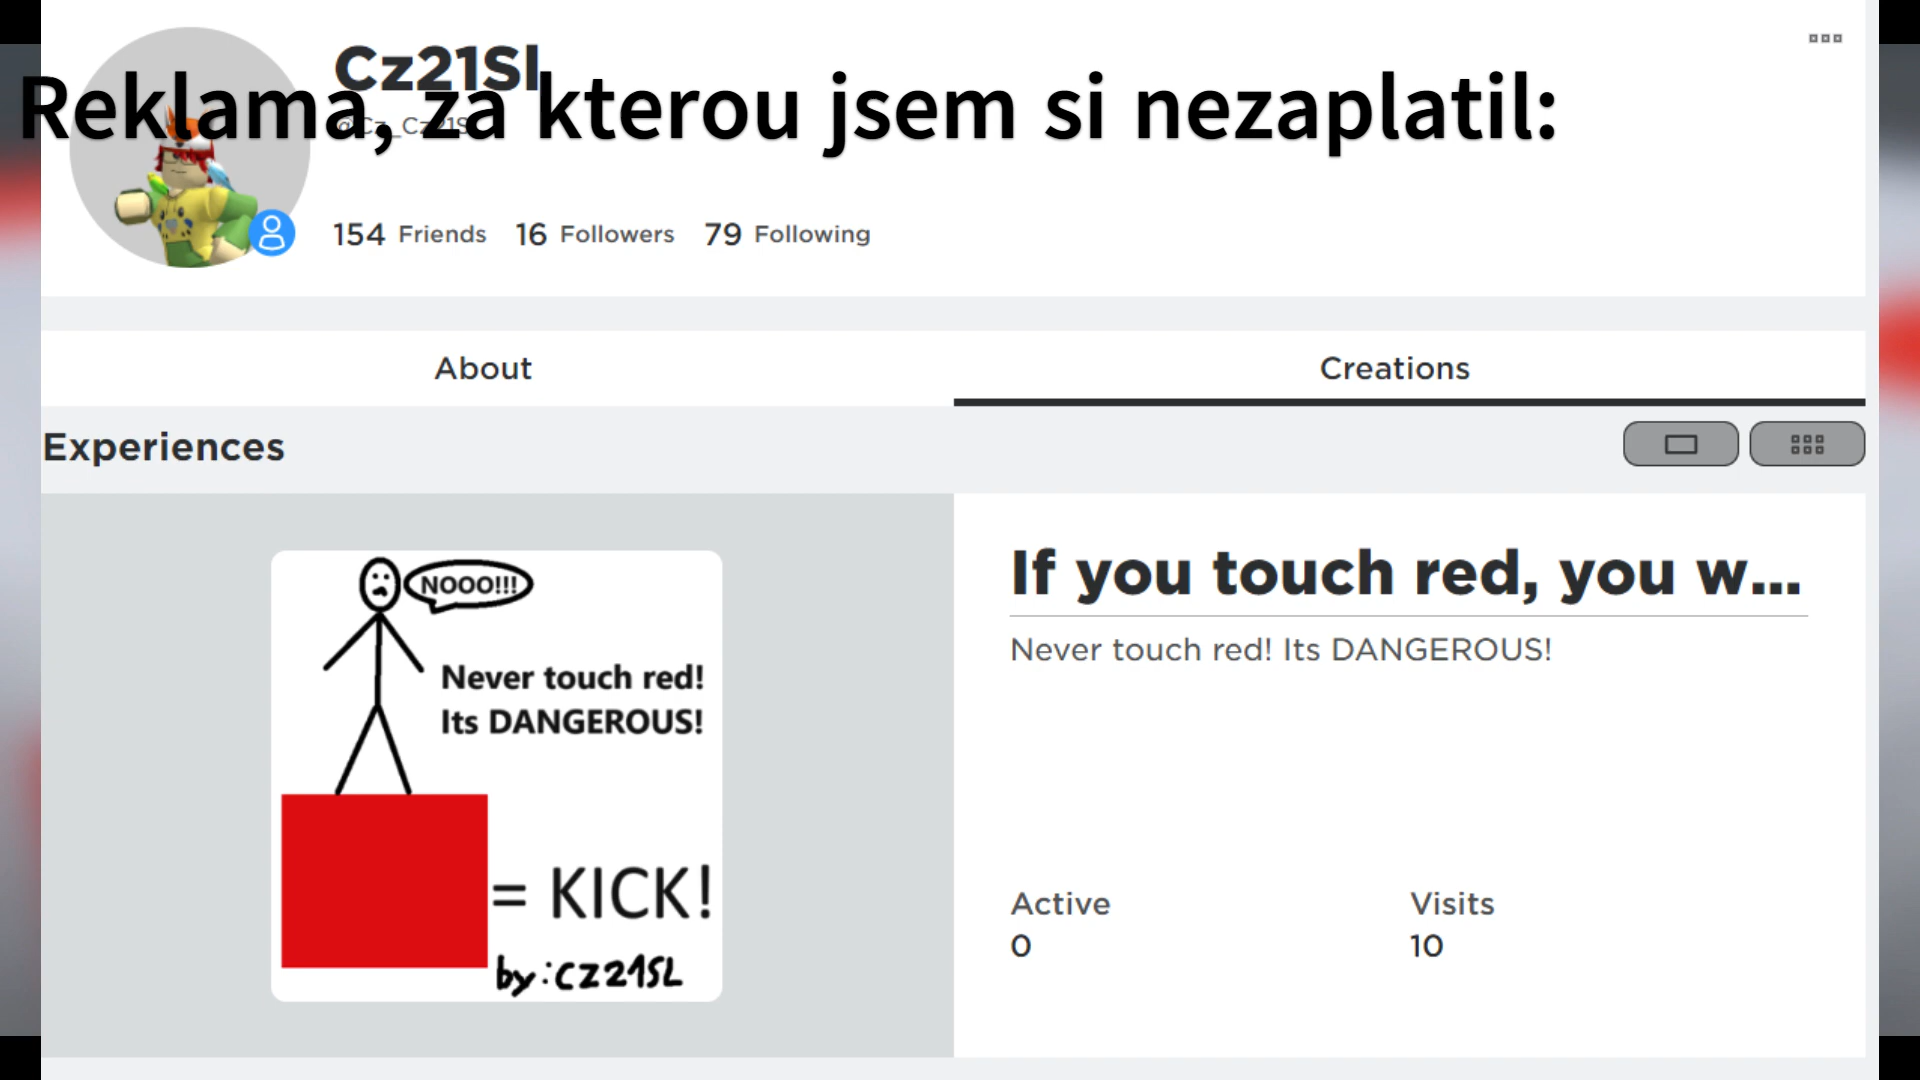 Cz21Sl
Reklama, za kterou jsem si nezaplatil:
154 Friends 16 Followers 79 Following
About Creations
Experiences
NOOO!!!
Never touch red!
Its DANGEROUS!
= KICK!
by:CZ21SL
If you touch red, you w...
Never touch red! Its DANGEROUS!
Active Visits
0 10